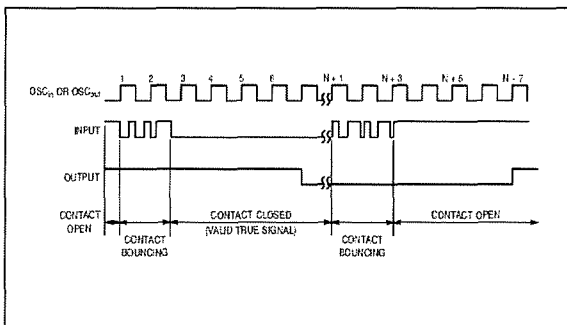 1 2 3 4 5 6 N + 1 N + 3 N + 5 N - 7
OSCin OR OSCout
INPUT
OUTPUT
CONTACT OPEN
CONTACT BOUNCING
CONTACT CLOSED
(VALID TRUE SIGNAL)
CONTACT BOUNCING
CONTACT OPEN